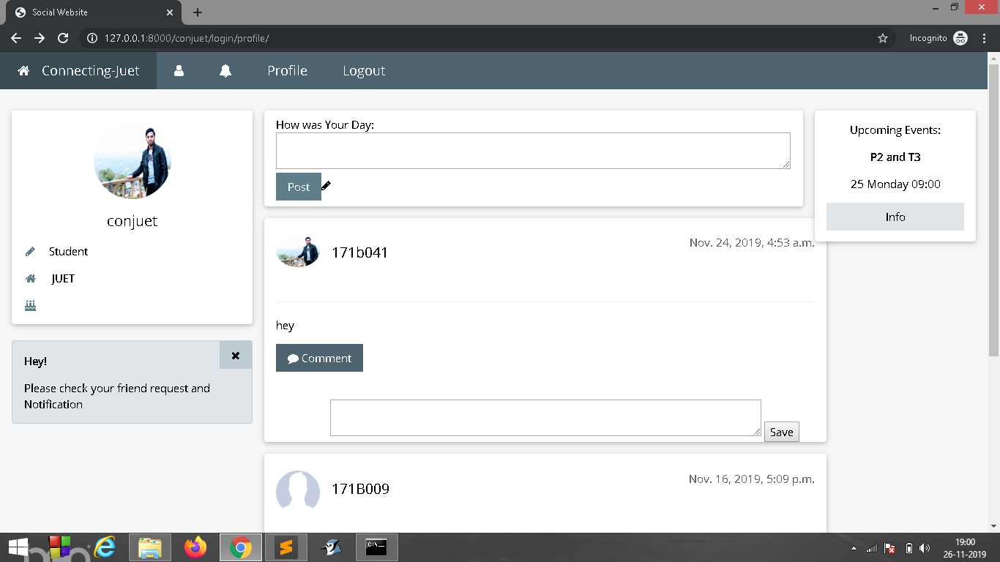 Social Website
127.0.0.1:8000/conjuet/login/profile/
Incognito
Connecting-Juet
Profile
Logout
conjuet
Student
JUET
Hey!
Please check your friend request and
Notification
How was Your Day:
Post
171b041
Nov. 24, 2019, 4:53 a.m.
hey
Comment
Save
171B009
Nov. 16, 2019, 5:09 p.m.
Upcoming Events:
P2 and T3
25 Monday 09:00
Info
C:\
19:00
26-11-2019